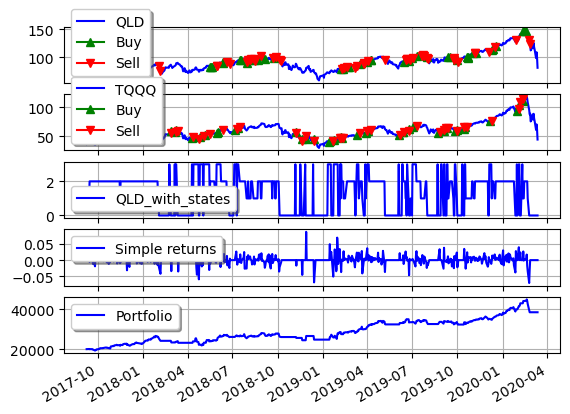 QLD
Buy
Sell
150
100
TQQQ
Buy
Sell
100
50
QLD_with_states
2
0
Simple returns
0.05
0.00
−0.05
Portfolio
40000
20000
2017-10
2018-01
2018-04
2018-07
2018-10
2019-01
2019-04
2019-07
2019-10
2020-01
2020-04